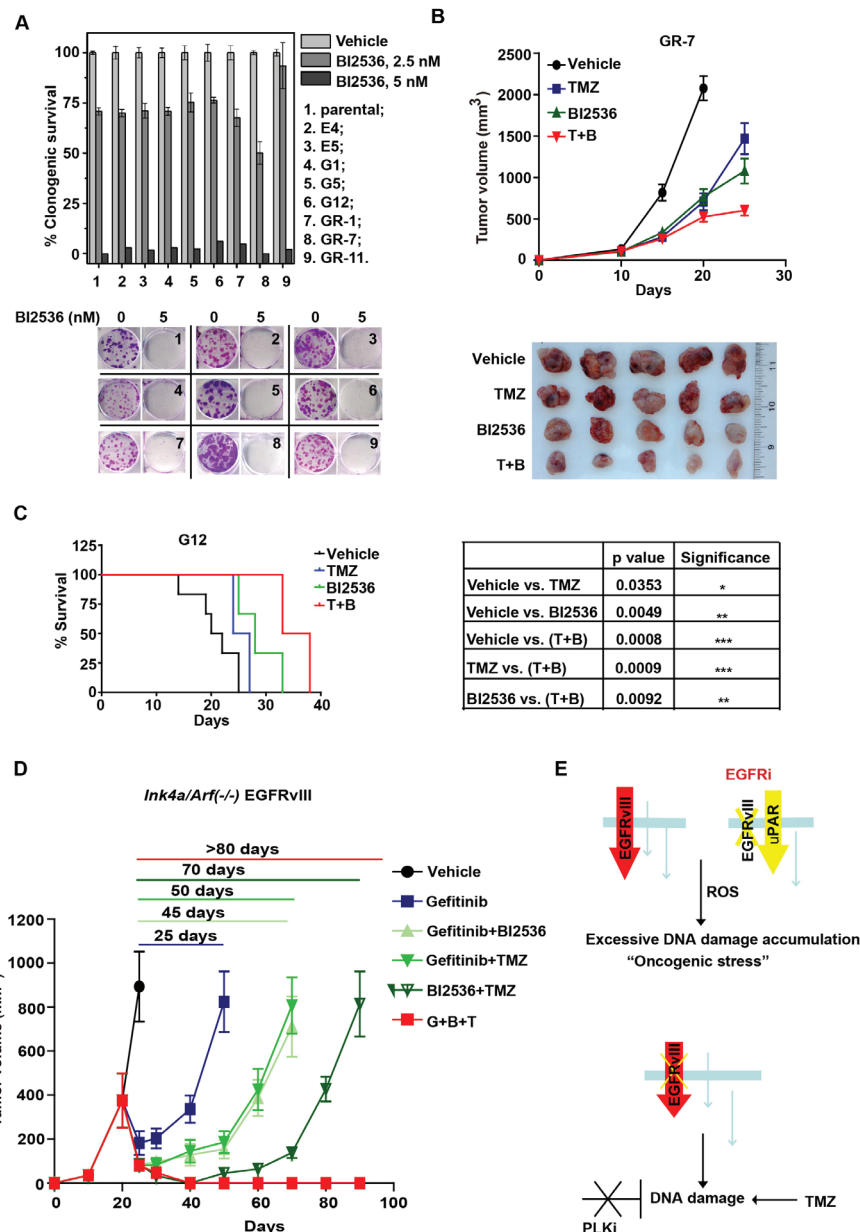 A
% Clonogenic survival
100
75
50
25
0
1 2 3 4 5 6 7 8 9
Vehicle
BI2536, 2.5 nM
BI2536, 5 nM
1. parental;
2. E4;
3. E5;
4. G1;
5. G5;
6. G12;
7. GR-1;
8. GR-7;
9. GR-11.
BI2536 (nM) 0 5 0 5 0 5
1 2 3
4 5 6
7 8 9
B
GR-7
Tumor volume (mm3)
2500
2000
1500
1000
500
0
0 10 20 30
Days
Vehicle
TMZ
BI2536
T+B
Vehicle
TMZ
BI2536
T+B
11
10
9
C
G12
% Survival
125
100
75
50
25
0
0 10 20 30 40
Days
Vehicle
TMZ
BI2536
T+B
p value Significance
Vehicle vs. TMZ 0.0353 *
Vehicle vs. BI2536 0.0049 **
Vehicle vs. (T+B) 0.0008 ***
TMZ vs. (T+B) 0.0009 ***
BI2536 vs. (T+B) 0.0092 **
D
Ink4a/Arf(-/-) EGFRvIII
>80 days
70 days
50 days
45 days
25 days
1200
1000
800
600
400
200
0
0 20 40 60 80 100
Days
Vehicle
Gefitinib
Gefitinib+BI2536
Gefitinib+TMZ
BI2536+TMZ
G+B+T
E
EGFRi
EGFRvIII
EGFRvIII
uPAR
ROS
Excessive DNA damage accumulation
“Oncogenic stress”
EGFRvIII
DNA damage
TMZ
PLKi